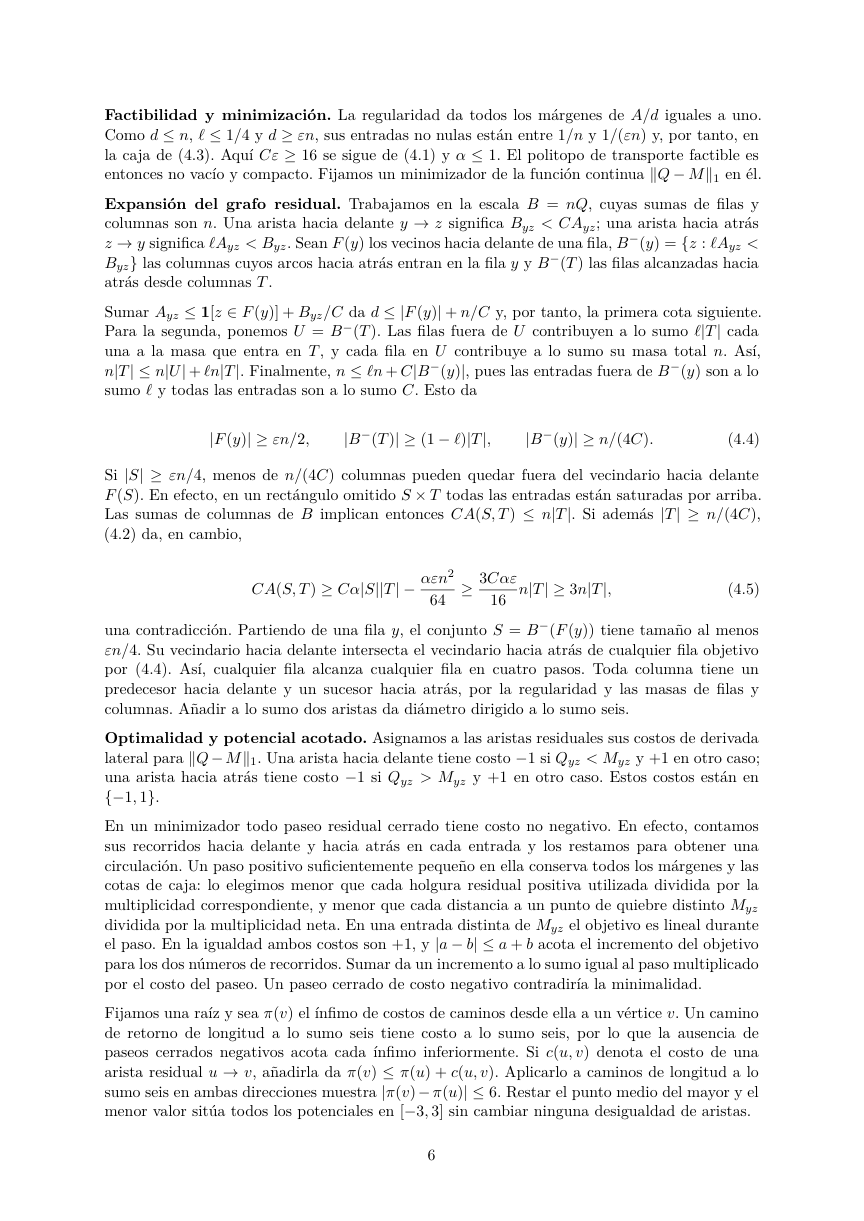 Factibilidad y minimización. La regularidad da todos los márgenes de A/d iguales a uno.
Como d ≤ n, ℓ ≤ 1/4 y d ≥ εn, sus entradas no nulas están entre 1/n y 1/(εn) y, por tanto, en
la caja de (4.3). Aquí Cε ≥ 16 se sigue de (4.1) y α ≤ 1. El politopo de transporte factible es
entonces no vacío y compacto. Fijamos un minimizador de la función continua ‖Q − M‖₁ en él.
Expansión del grafo residual. Trabajamos en la escala B = nQ, cuyas sumas de filas y
columnas son n. Una arista hacia delante y → z significa B_{yz} < CA_{yz}; una arista hacia atrás
z → y significa ℓA_{yz} < B_{yz}. Sean F(y) los vecinos hacia delante de una fila, B⁻(y) = {z : ℓA_{yz} <
B_{yz}} las columnas cuyos arcos hacia atrás entran en la fila y y B⁻(T) las filas alcanzadas hacia
atrás desde columnas T.
Sumar A_{yz} ≤ 1[z ∈ F(y)] + B_{yz}/C da d ≤ |F(y)| + n/C y, por tanto, la primera cota siguiente.
Para la segunda, ponemos U = B⁻(T). Las filas fuera de U contribuyen a lo sumo ℓ|T| cada
una a la masa que entra en T, y cada fila en U contribuye a lo sumo su masa total n. Así,
n|T| ≤ n|U| + ℓn|T|. Finalmente, n ≤ ℓn + C|B⁻(y)|, pues las entradas fuera de B⁻(y) son a lo
sumo ℓ y todas las entradas son a lo sumo C. Esto da
|F(y)| ≥ εn/2, |B⁻(T)| ≥ (1 − ℓ)|T|, |B⁻(y)| ≥ n/(4C). (4.4)
Si |S| ≥ εn/4, menos de n/(4C) columnas pueden quedar fuera del vecindario hacia delante
F(S). En efecto, en un rectángulo omitido S × T todas las entradas están saturadas por arriba.
Las sumas de columnas de B implican entonces CA(S, T) ≤ n|T|. Si además |T| ≥ n/(4C),
(4.2) da, en cambio,
CA(S, T) ≥ Cα|S||T| − αεn²/64 ≥ 3Cαε/16 n|T| ≥ 3n|T|, (4.5)
una contradicción. Partiendo de una fila y, el conjunto S = B⁻(F(y)) tiene tamaño al menos
εn/4. Su vecindario hacia delante intersecta el vecindario hacia atrás de cualquier fila objetivo
por (4.4). Así, cualquier fila alcanza cualquier fila en cuatro pasos. Toda columna tiene un
predecesor hacia delante y un sucesor hacia atrás, por la regularidad y las masas de filas y
columnas. Añadir a lo sumo dos aristas da diámetro dirigido a lo sumo seis.
Optimalidad y potencial acotado. Asignamos a las aristas residuales sus costos de derivada
lateral para ‖Q − M‖₁. Una arista hacia delante tiene costo −1 si Q_{yz} < M_{yz} y +1 en otro caso;
una arista hacia atrás tiene costo −1 si Q_{yz} > M_{yz} y +1 en otro caso. Estos costos están en
{−1, 1}.
En un minimizador todo paseo residual cerrado tiene costo no negativo. En efecto, contamos
sus recorridos hacia delante y hacia atrás en cada entrada y los restamos para obtener una
circulación. Un paso positivo suficientemente pequeño en ella conserva todos los márgenes y las
cotas de caja: lo elegimos menor que cada holgura residual positiva utilizada dividida por la
multiplicidad correspondiente, y menor que cada distancia a un punto de quiebre distinto M_{yz}
dividida por la multiplicidad neta. En una entrada distinta de M_{yz} el objetivo es lineal durante
el paso. En la igualdad ambos costos son +1, y |a − b| ≤ a + b acota el incremento del objetivo
para los dos números de recorridos. Sumar da un incremento a lo sumo igual al paso multiplicado
por el costo del paseo. Un paseo cerrado de costo negativo contradiría la minimalidad.
Fijamos una raíz y sea π(v) el ínfimo de costos de caminos desde ella a un vértice v. Un camino
de retorno de longitud a lo sumo seis tiene costo a lo sumo seis, por lo que la ausencia de
paseos cerrados negativos acota cada ínfimo inferiormente. Si c(u, v) denota el costo de una
arista residual u → v, añadirla da π(v) ≤ π(u) + c(u, v). Aplicarlo a caminos de longitud a lo
sumo seis en ambas direcciones muestra |π(v) − π(u)| ≤ 6. Restar el punto medio del mayor y el
menor valor sitúa todos los potenciales en [−3, 3] sin cambiar ninguna desigualdad de aristas.
6